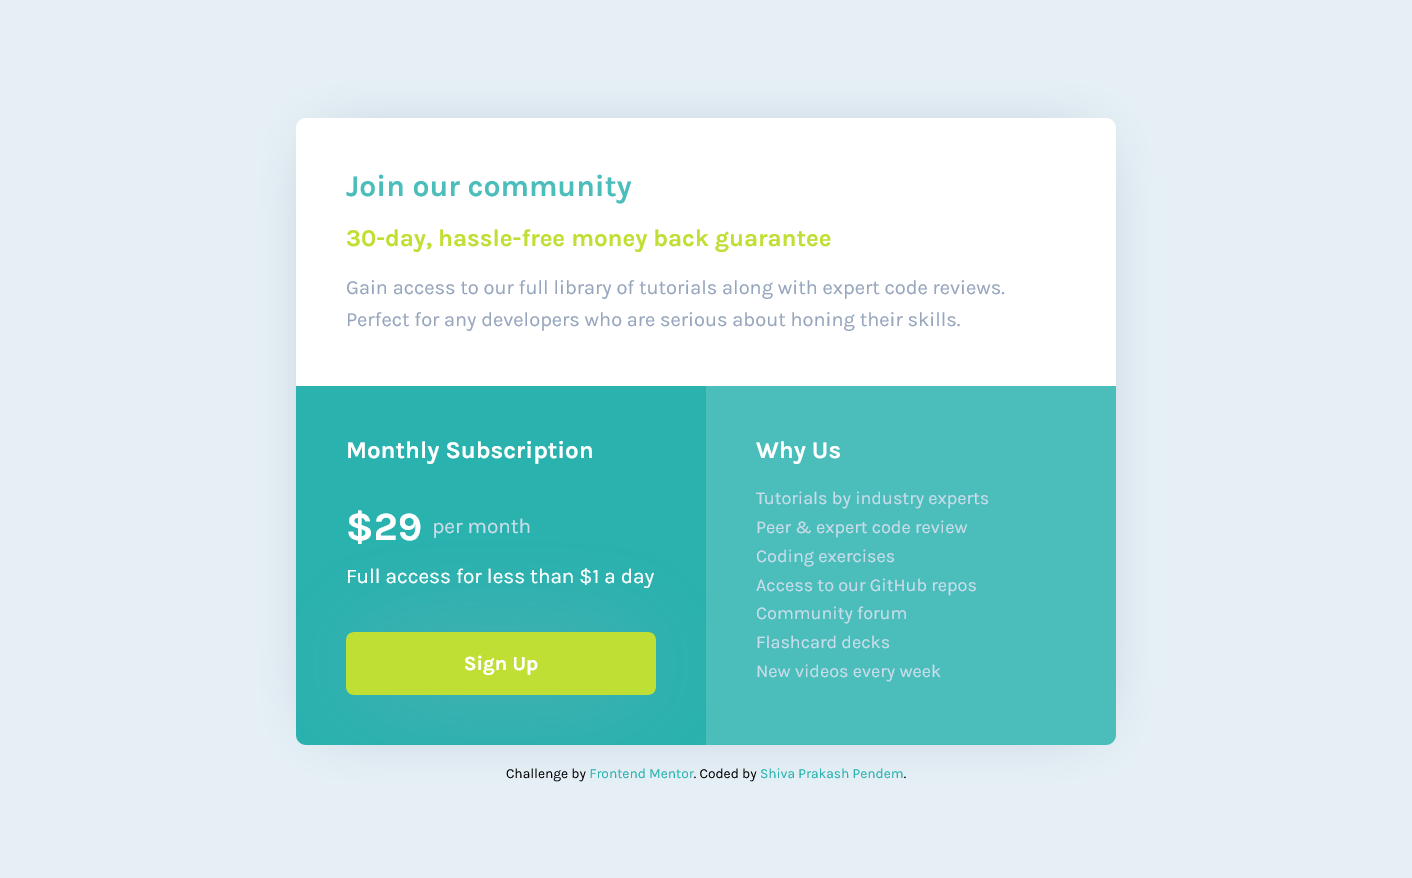 Join our community
30-day, hassle-free money back guarantee
Gain access to our full library of tutorials along with expert code reviews.
Perfect for any developers who are serious about honing their skills.
Monthly Subscription
$29 per month
Full access for less than $1 a day
Sign Up
Why Us
Tutorials by industry experts
Peer & expert code review
Coding exercises
Access to our GitHub repos
Community forum
Flashcard decks
New videos every week
Challenge by Frontend Mentor. Coded by Shiva Prakash Pendem.